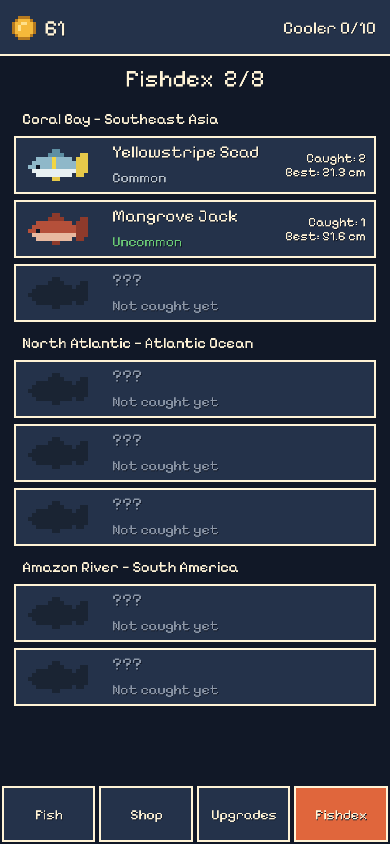 61
Cooler 0/10
Fishdex 2/8
Coral Bay - Southeast Asia
Yellowstripe Scad
Common
Caught: 2
Best: 21.3 cm
Mangrove Jack
Uncommon
Caught: 1
Best: 91.6 cm
???
Not caught yet
North Atlantic - Atlantic Ocean
???
Not caught yet
???
Not caught yet
???
Not caught yet
Amazon River - South America
???
Not caught yet
???
Not caught yet
Fish
Shop
Upgrades
Fishdex